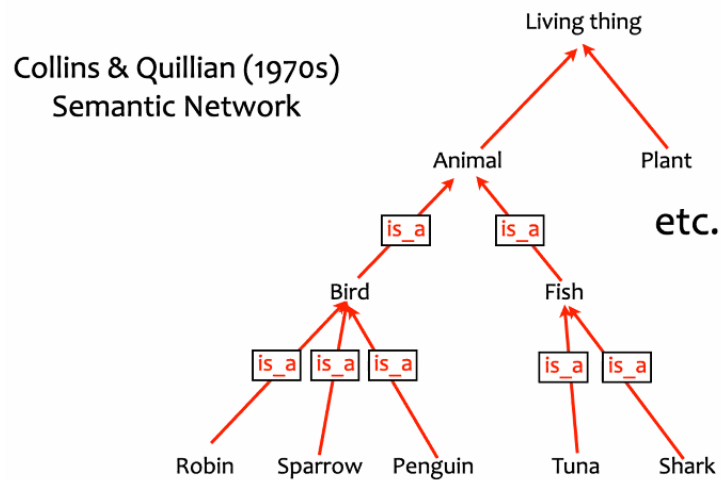 Living thing
Collins & Quillian (1970s)
Semantic Network
Animal
Plant
is_a
is_a
etc.
Bird
Fish
is_a
is_a
is_a
is_a
is_a
Robin
Sparrow
Penguin
Tuna
Shark